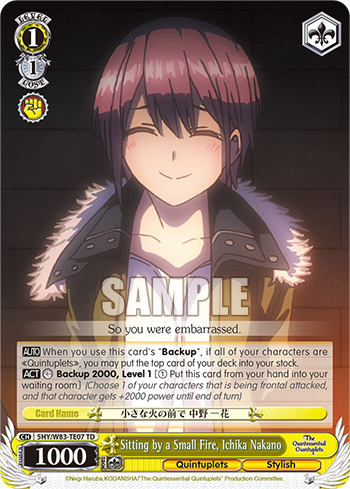 1
LEVEL
1
COST
SAMPLE
So you were embarrassed.
AUTO When you use this card's "Backup", if all of your characters are
«Quintuplets», you may put the top card of your deck into your stock.
ACT Backup 2000, Level 1 [① Put this card from your hand into your
waiting room] (Choose 1 of your characters that is being frontal attacked,
and that character gets +2000 power until end of turn)
Card Name 小さな火の前で 中野 一花
CH 5HY/W83-TE07 TD Sitting by a Small Fire, Ichika Nakano The Quintessential Quintuplets
POWER 1000 SOUL Quintuplets Stylish
©Negi Haruba,KODANSHA/"The Quintessential Quintuplets" Production Committee.